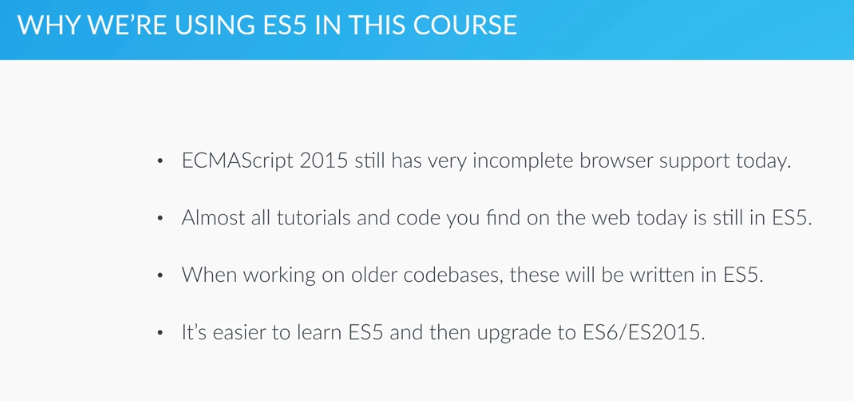 WHY WE'RE USING ES5 IN THIS COURSE
• ECMAScript 2015 still has very incomplete browser support today.
• Almost all tutorials and code you find on the web today is still in ES5.
• When working on older codebases, these will be written in ES5.
• It's easier to learn ES5 and then upgrade to ES6/ES2015.